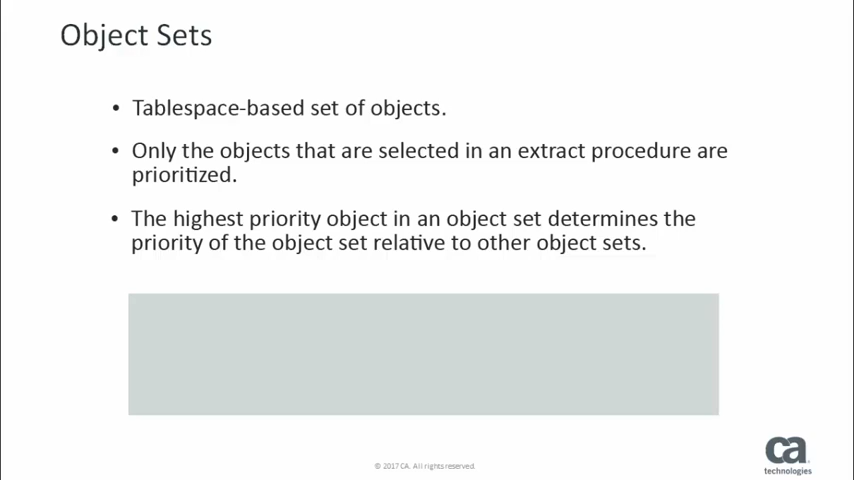 Object Sets
• Tablespace-based set of objects.
• Only the objects that are selected in an extract procedure are
prioritized.
• The highest priority object in an object set determines the
priority of the object set relative to other object sets.
© 2017 CA. All rights reserved.
ca
technologies